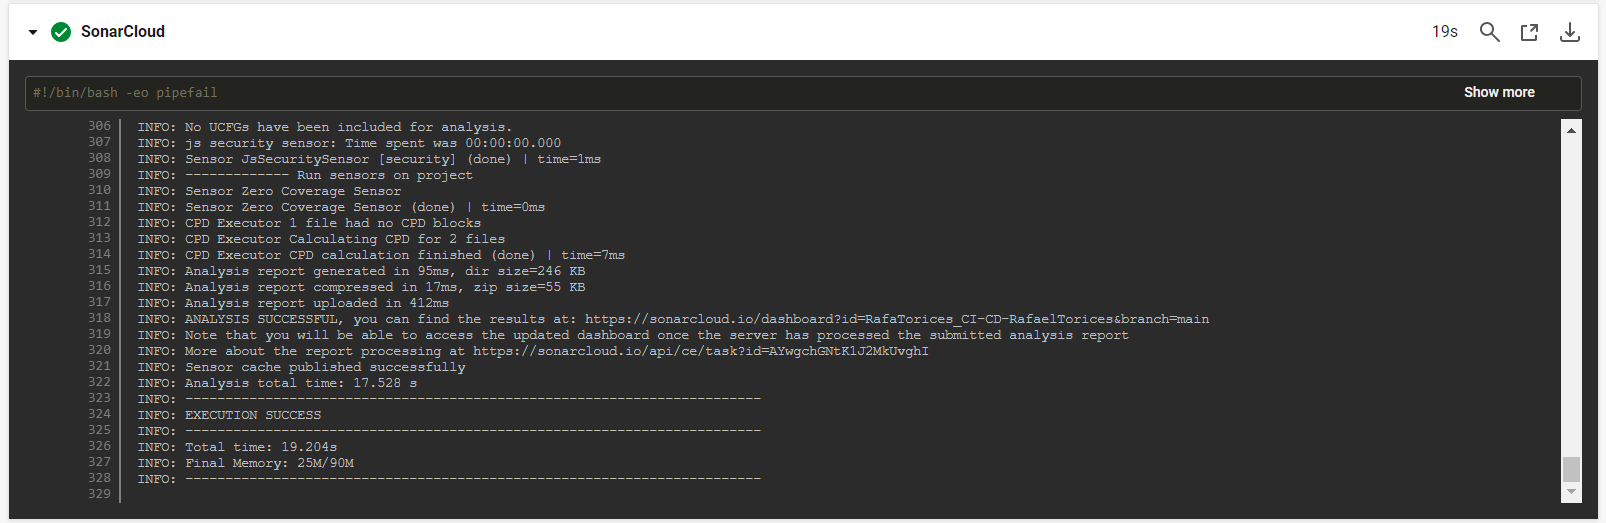 SonarCloud 19s
#!/bin/bash -eo pipefail Show more
306 INFO: No UCFGs have been included for analysis.
307 INFO: js security sensor: Time spent was 00:00:00.000
308 INFO: Sensor JsSecuritySensor [security] (done) | time=1ms
309 INFO: ------------- Run sensors on project
310 INFO: Sensor Zero Coverage Sensor
311 INFO: Sensor Zero Coverage Sensor (done) | time=0ms
312 INFO: CPD Executor 1 file had no CPD blocks
313 INFO: CPD Executor Calculating CPD for 2 files
314 INFO: CPD Executor CPD calculation finished (done) | time=7ms
315 INFO: Analysis report generated in 95ms, dir size=246 KB
316 INFO: Analysis report compressed in 17ms, zip size=55 KB
317 INFO: Analysis report uploaded in 412ms
318 INFO: ANALYSIS SUCCESSFUL, you can find the results at: https://sonarcloud.io/dashboard?id=RafaTorices_CI-CD-RafaelTorices&branch=main
319 INFO: Note that you will be able to access the updated dashboard once the server has processed the submitted analysis report
320 INFO: More about the report processing at https://sonarcloud.io/api/ce/task?id=AYwgchGNtK1J2MkUvghI
321 INFO: Sensor cache published successfully
322 INFO: Analysis total time: 17.528 s
323 INFO: ------------------------------------------------------------------------
324 INFO: EXECUTION SUCCESS
325 INFO: ------------------------------------------------------------------------
326 INFO: Total time: 19.204s
327 INFO: Final Memory: 25M/90M
328 INFO: ------------------------------------------------------------------------
329